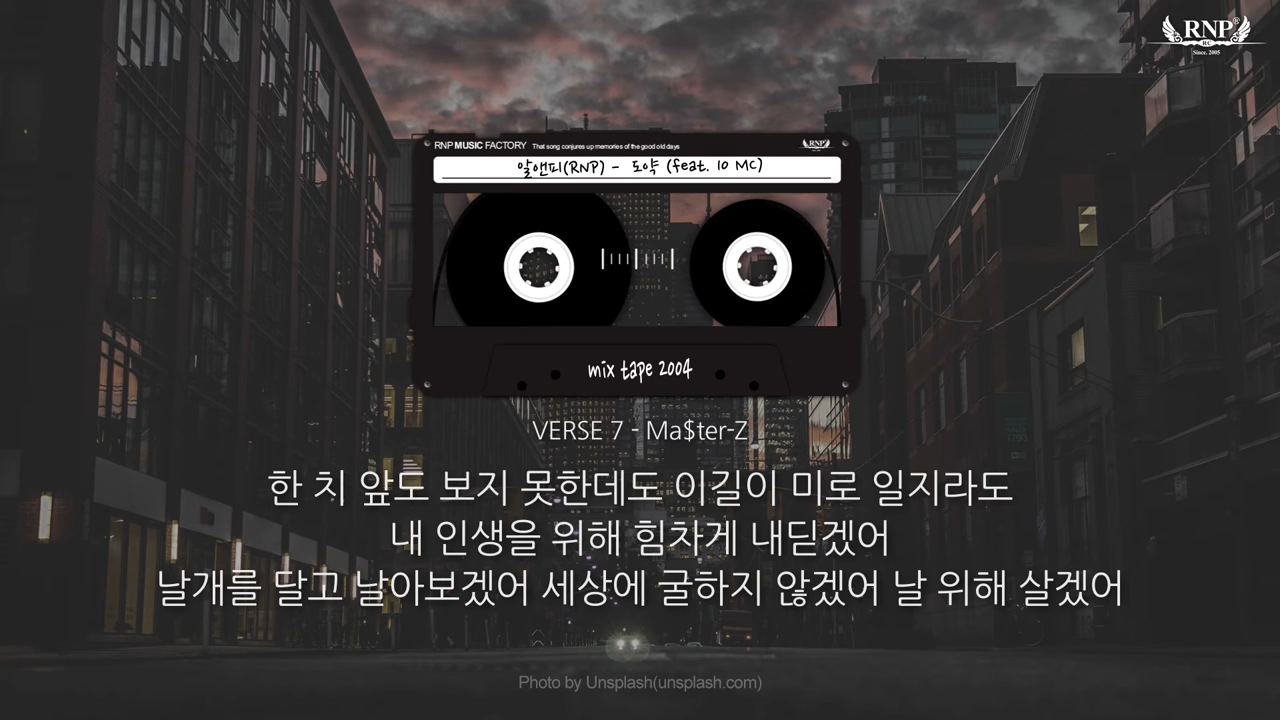 RNP®
RC
Since. 2005
RNP MUSIC FACTORY That song conjures up memories of the good old days
RNP
알앤피(RNP) - 도약 (feat. 10 MC)
mix tape 2004
VERSE 7 - Ma$ter-Z
한 치 앞도 보지 못한데도 이길이 미로 일지라도
내 인생을 위해 힘차게 내딛겠어
날개를 달고 날아보겠어 세상에 굴하지 않겠어 날 위해 살겠어
Photo by Unsplash(unsplash.com)